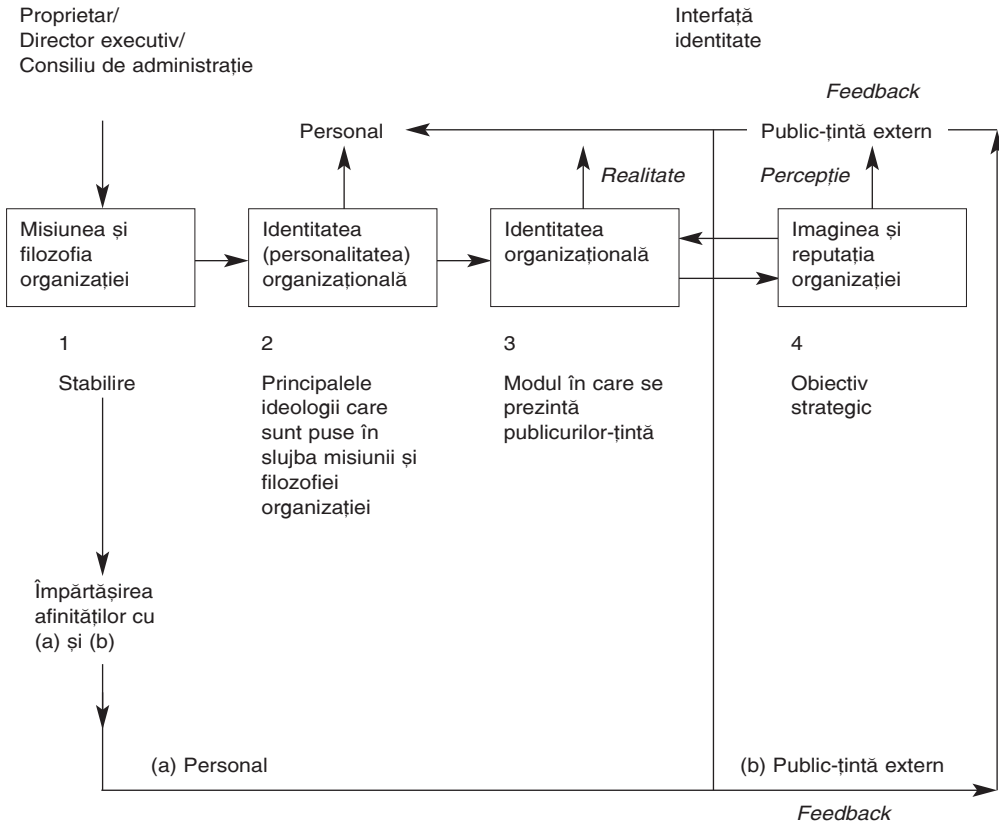 Proprietar/
Director executiv/
Consiliu de administrație
Interfață
identitate
Feedback
Personal
Public-țintă extern
Realitate
Percepție
Misiunea și
filozofia
organizației
Identitatea
(personalitatea)
organizațională
Identitatea
organizațională
Imaginea și
reputația
organizației
1
Stabilire
2
Principalele
ideologii care
sunt puse în
slujba misiunii și
filozofiei
organizației
3
Modul în care se
prezintă
publicurilor-țintă
4
Obiectiv
strategic
Împărtășirea
afinităților cu
(a) și (b)
(a) Personal
(b) Public-țintă extern
Feedback